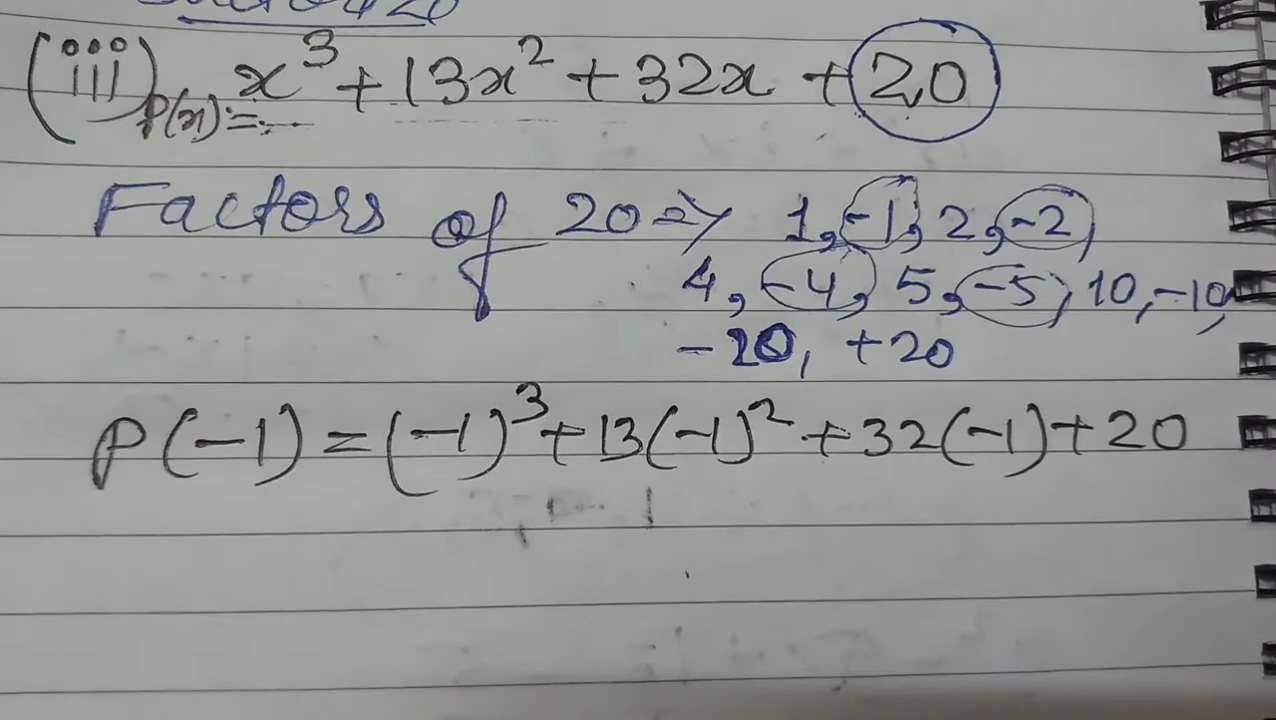 (iii) x³ + 13x² + 32x + 20
P(x) = ...
Factors of 20 => 1, -1, 2, -2,
4, -4, 5, -5, 10, -10,
-20, +20
P(-1) = (-1)³ + 13(-1)² + 32(-1) + 20